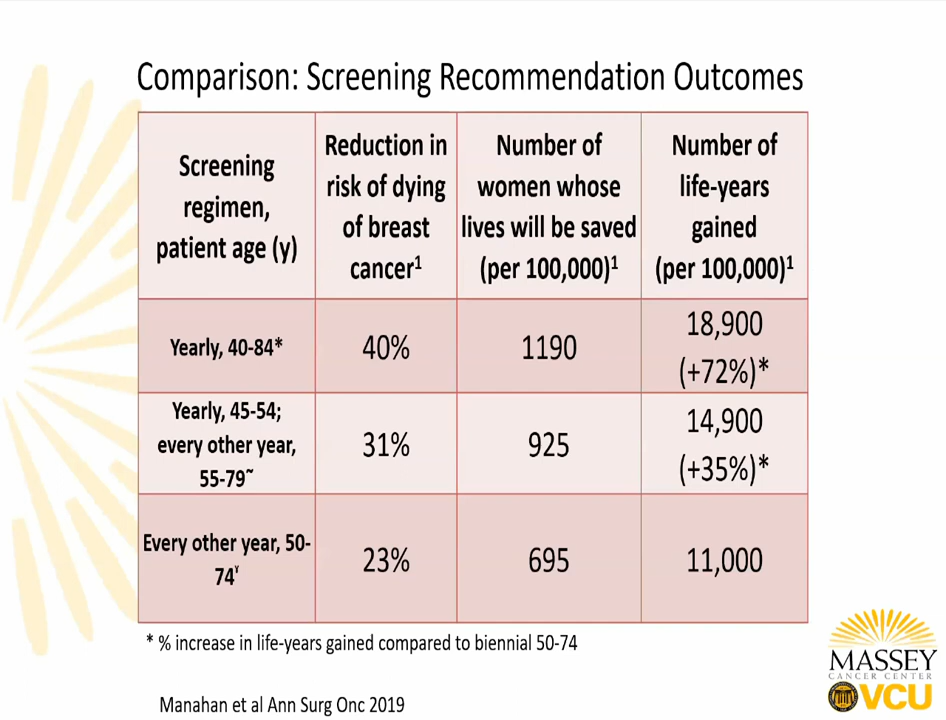 Comparison: Screening Recommendation Outcomes
Screening
regimen,
patient age (y)
Reduction in
risk of dying
of breast
cancer¹
Number of
women whose
lives will be saved
(per 100,000)¹
Number of
life-years
gained
(per 100,000)¹
Yearly, 40-84*
40%
1190
18,900
(+72%)*
Yearly, 45-54;
every other year,
55-79~
31%
925
14,900
(+35%)*
Every other year, 50-
74ˠ
23%
695
11,000
* % increase in life-years gained compared to biennial 50-74
Manahan et al Ann Surg Onc 2019
MASSEY
CANCER CENTER
VCU